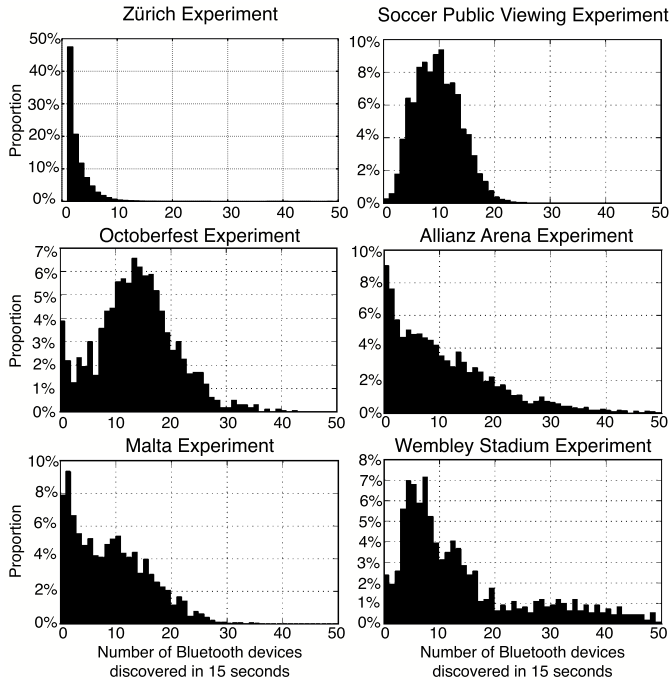 Zürich Experiment
Soccer Public Viewing Experiment
50%
40%
30%
20%
10%
0%
Proportion
0 10 20 30 40 50
10%
8%
6%
4%
2%
0%
0 10 20 30 40 50
Octoberfest Experiment
Allianz Arena Experiment
7%
6%
5%
4%
3%
2%
1%
0%
Proportion
0 10 20 30 40 50
10%
8%
6%
4%
2%
0%
0 10 20 30 40 50
Malta Experiment
Wembley Stadium Experiment
10%
8%
6%
4%
2%
0%
Proportion
0 10 20 30 40 50
Number of Bluetooth devices
discovered in 15 seconds
8%
7%
6%
5%
4%
3%
2%
1%
0%
0 10 20 30 40 50
Number of Bluetooth devices
discovered in 15 seconds